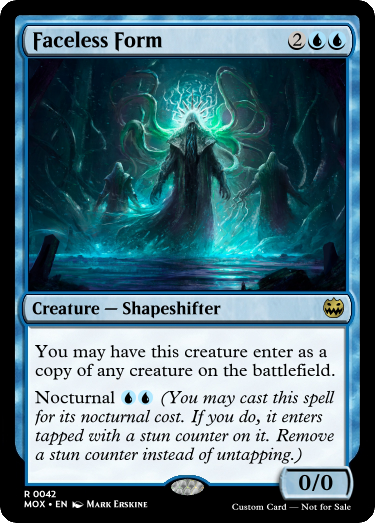 Faceless Form 2
Creature — Shapeshifter
You may have this creature enter as a
copy of any creature on the battlefield.
Nocturnal (You may cast this spell
for its nocturnal cost. If you do, it enters
tapped with a stun counter on it. Remove
a stun counter instead of untapping.)
0/0
R 0042
MOX • EN Mark Erskine
Custom Card — Not for Sale